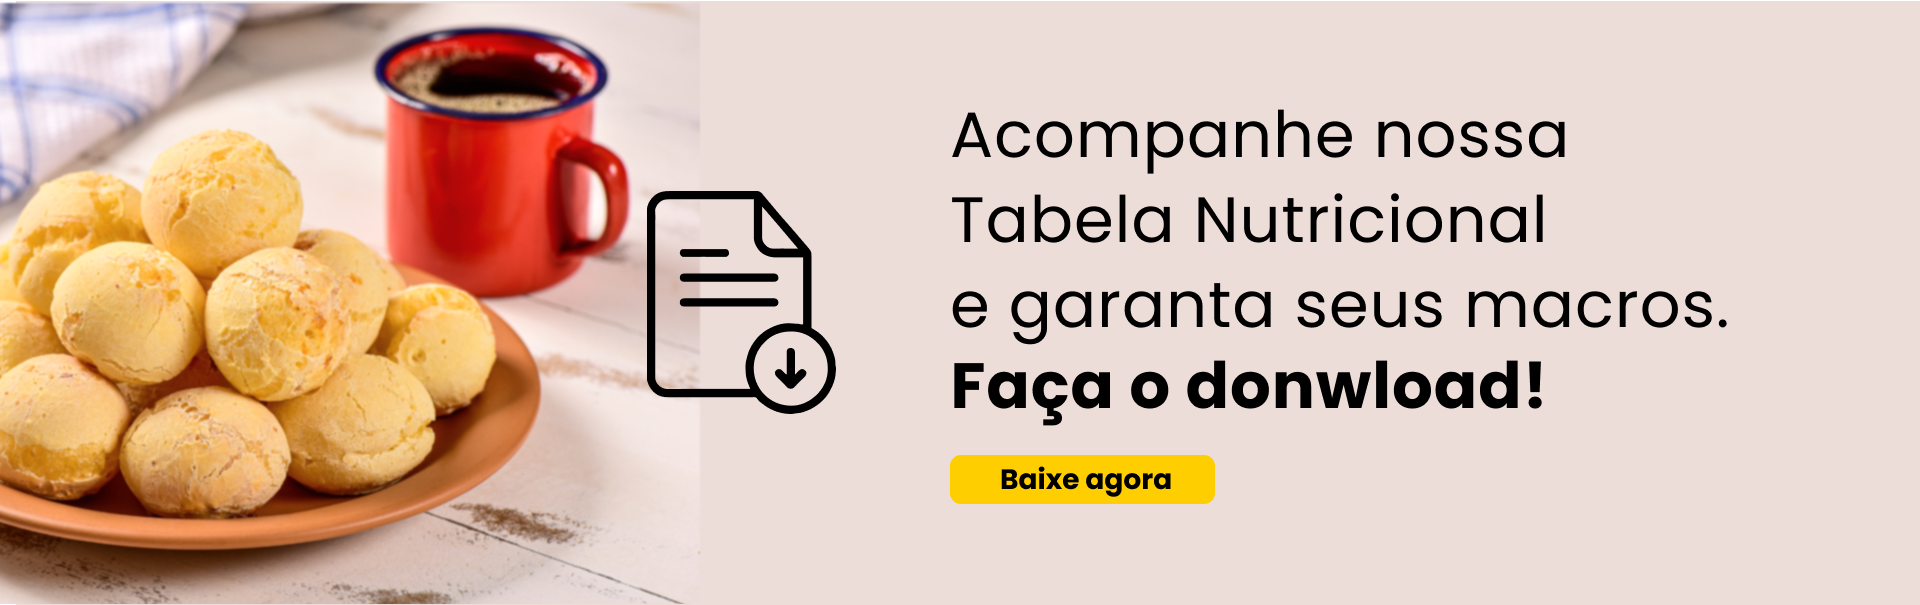 Acompanhe nossa
Tabela Nutricional
e garanta seus macros.
Faça o donwload!
Baixe agora